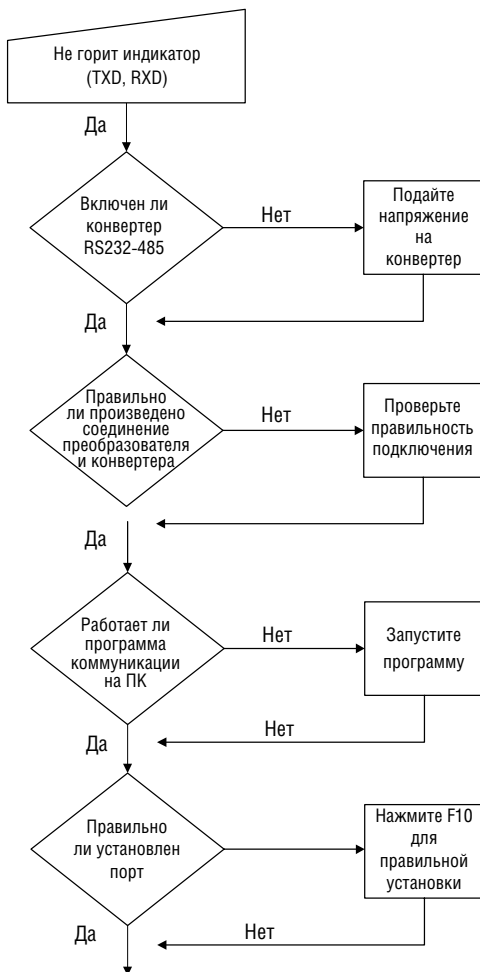 Не горит индикатор
(TXD, RXD)
Да
Включен ли
конвертер
RS232-485
Нет
Подайте
напряжение
на
конвертер
Да
Правильно
ли произведено
соединение
преобразователя
и конвертера
Нет
Проверьте
правильность
подключения
Да
Работает ли
программа
коммуникации
на ПК
Нет
Запустите
программу
Нет
Да
Правильно
ли установлен
порт
Нажмите F10
для
правильной
установки
Да
Нет